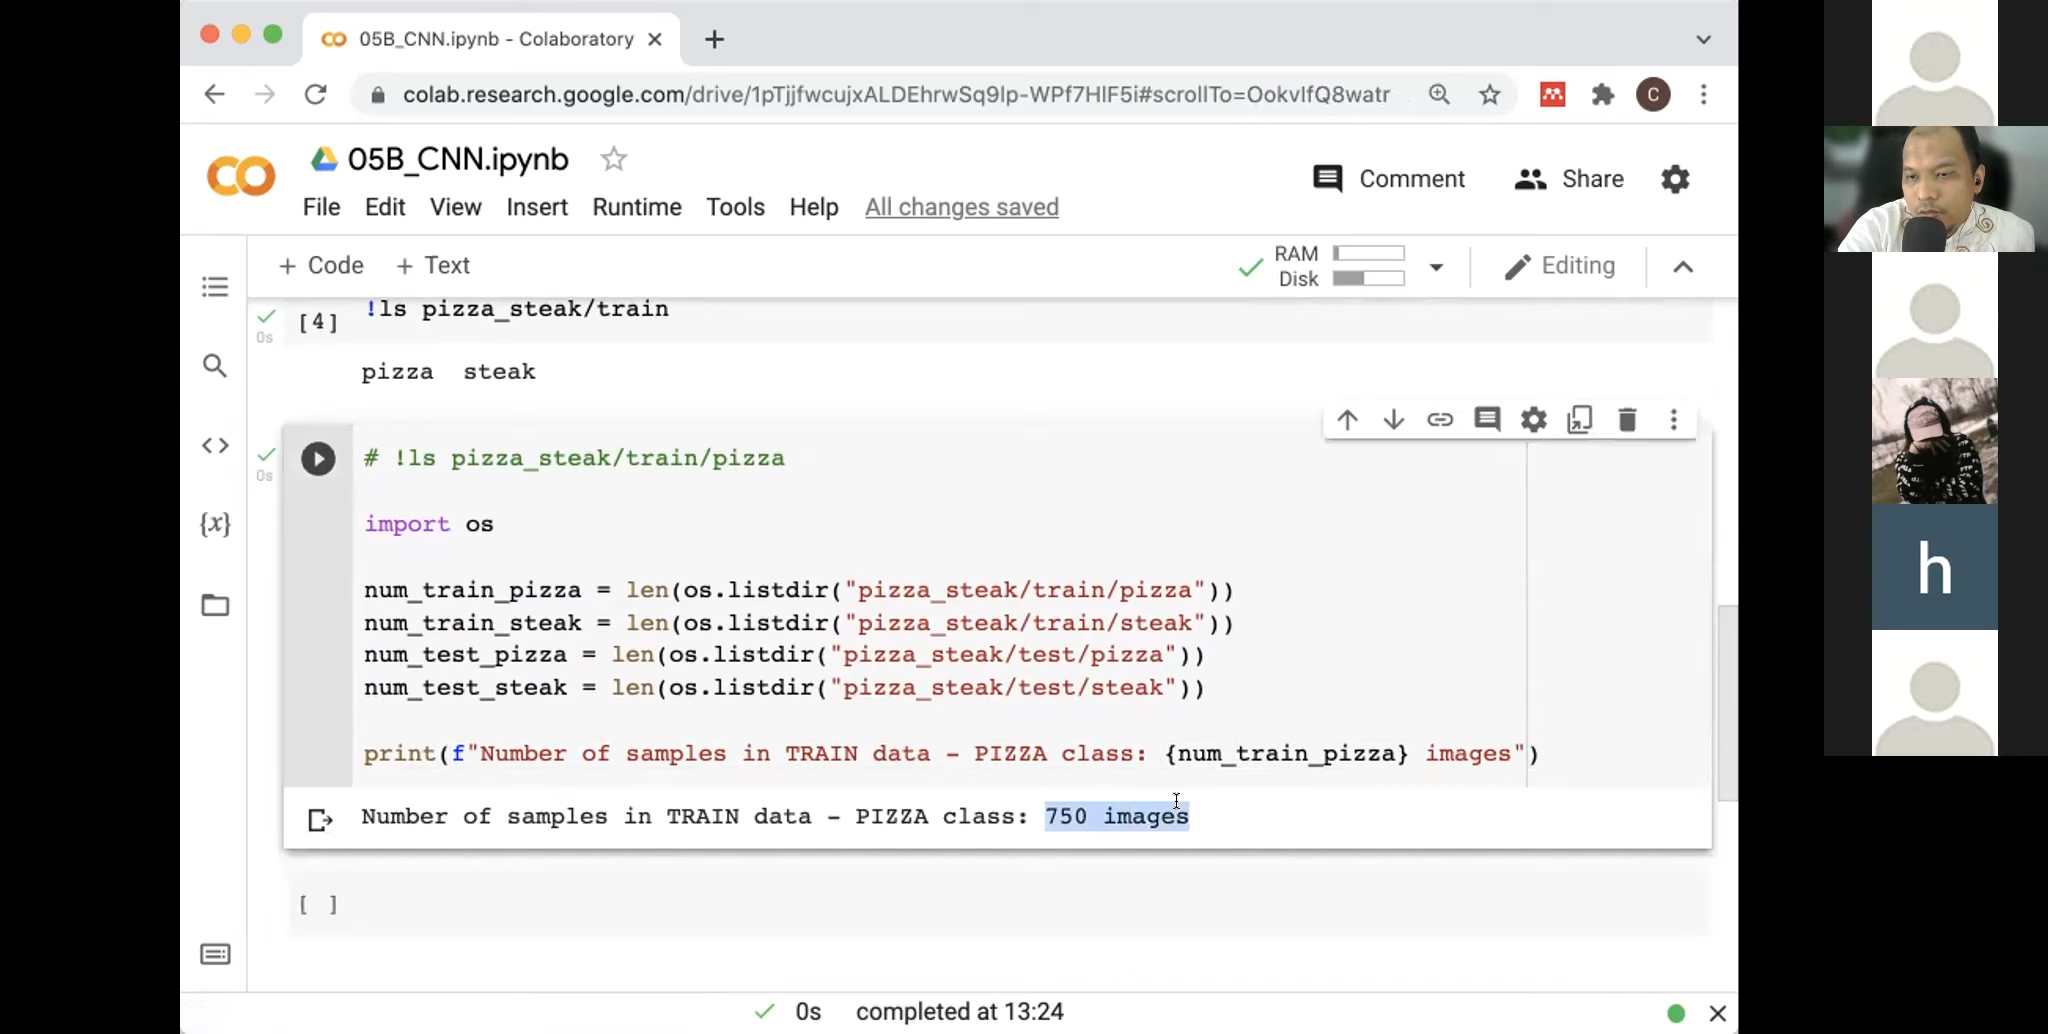 05B_CNN.ipynb - Colaboratory
colab.research.google.com/drive/1pTjjfwcujxALDEhrwSq9lp-WPf7HlF5i#scrollTo=OokvIfQ8watr
C
05B_CNN.ipynb
Comment
Share
File Edit View Insert Runtime Tools Help All changes saved
+ Code + Text
RAM
Disk
Editing
[4]
!ls pizza_steak/train
0s
pizza steak
0s
# !ls pizza_steak/train/pizza
import os
num_train_pizza = len(os.listdir("pizza_steak/train/pizza"))
num_train_steak = len(os.listdir("pizza_steak/train/steak"))
num_test_pizza = len(os.listdir("pizza_steak/test/pizza"))
num_test_steak = len(os.listdir("pizza_steak/test/steak"))
print(f"Number of samples in TRAIN data - PIZZA class: {num_train_pizza} images")
Number of samples in TRAIN data - PIZZA class: 750 images
[ ]
0s completed at 13:24
h